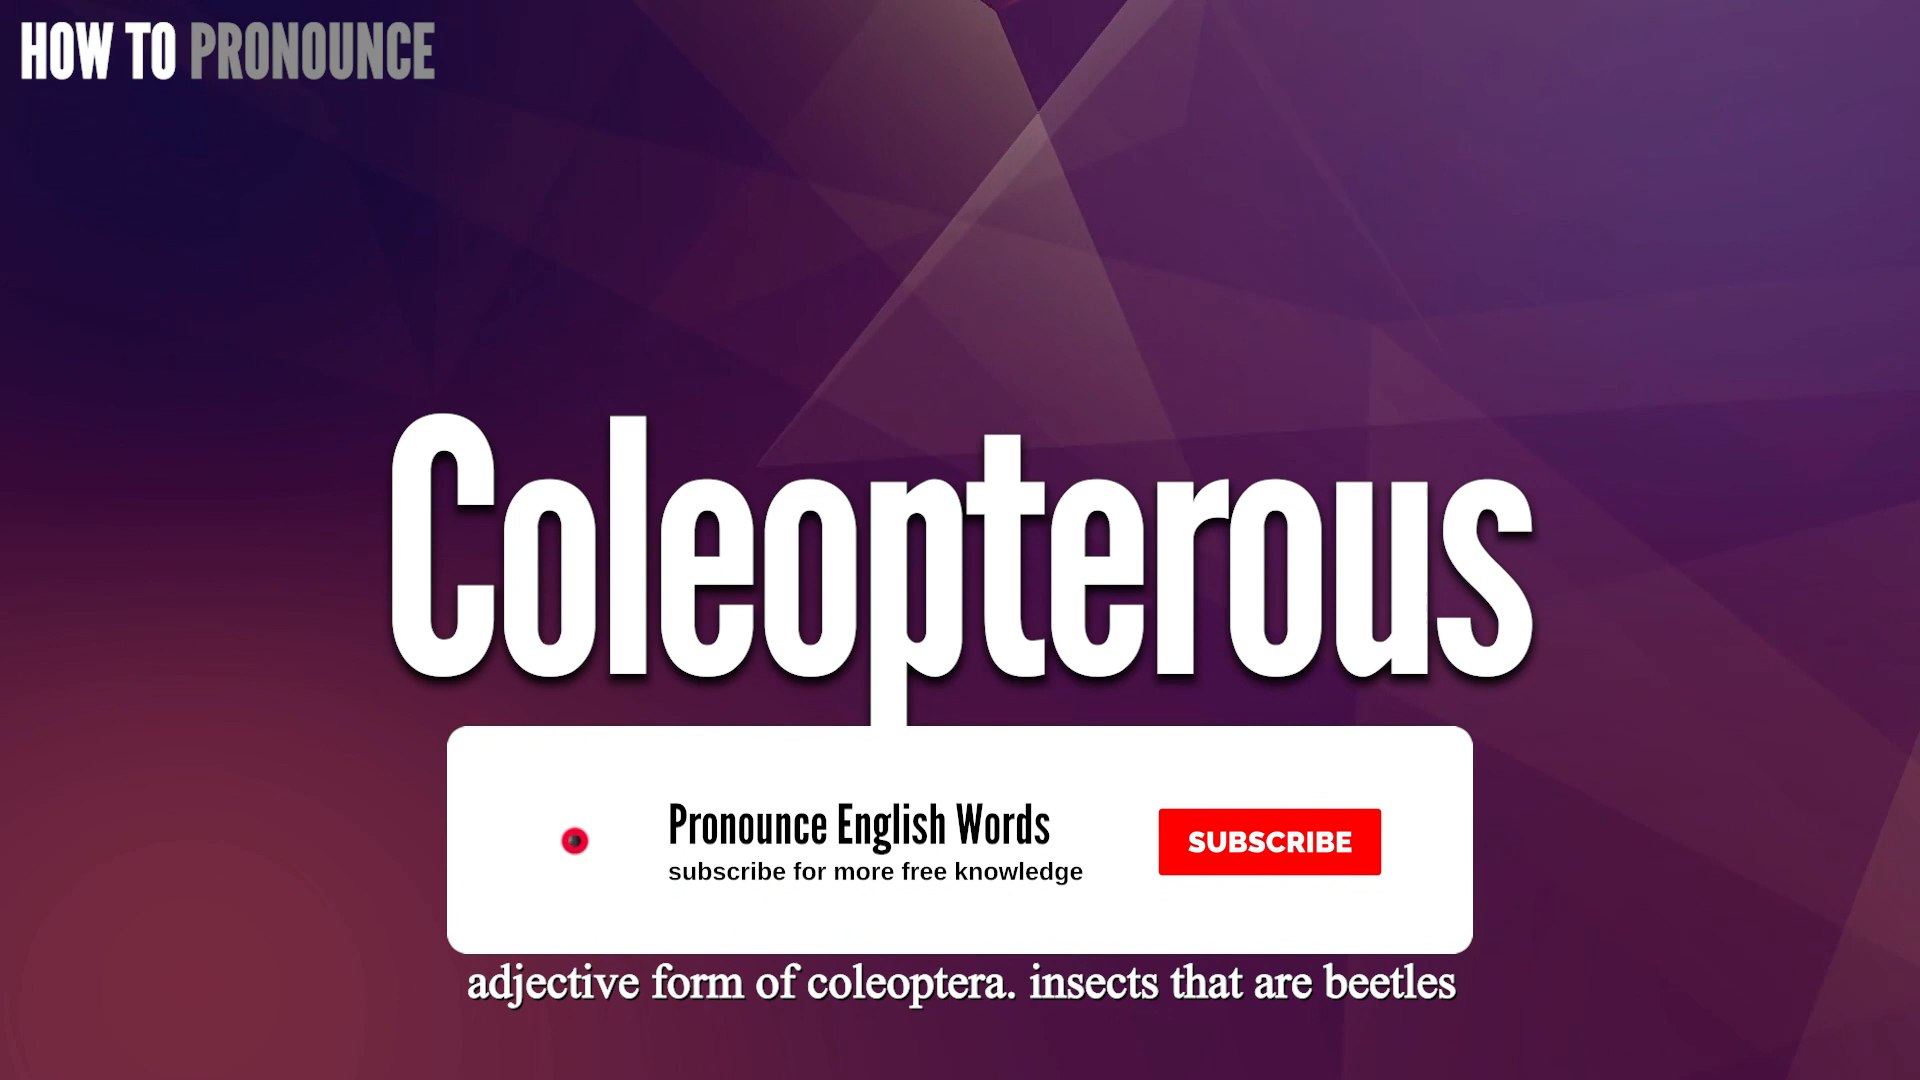 HOW TO PRONOUNCE
Coleopterous
Pronounce English Words
subscribe for more free knowledge
SUBSCRIBE
adjective form of coleoptera. insects that are beetles